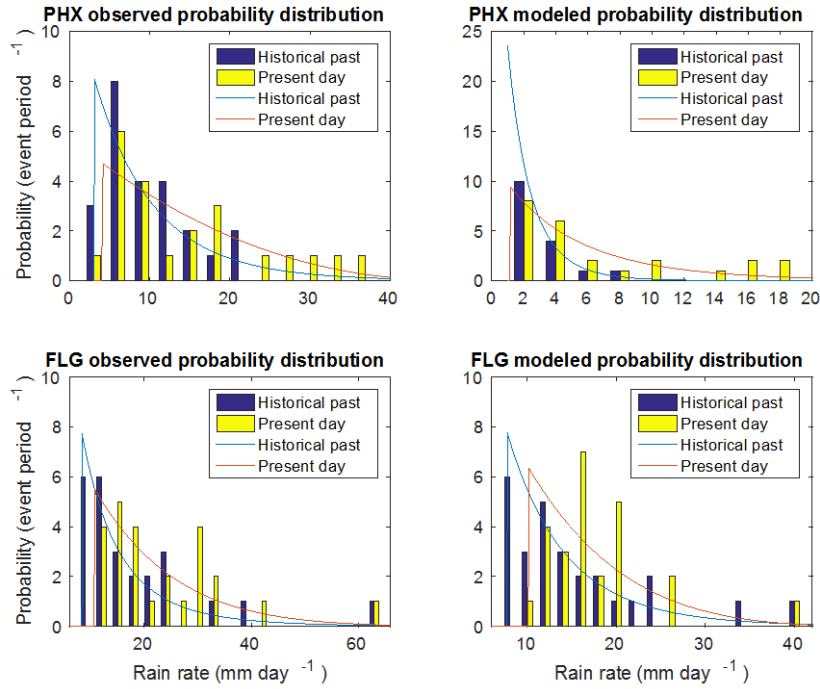 PHX observed probability distribution
Probability (event period -1 )
10
8
6
4
2
0
0 10 20 30 40
Historical past
Present day
Historical past
Present day
PHX modeled probability distribution
25
20
15
10
5
0
0 2 4 6 8 10 12 14 16 18 20
Historical past
Present day
Historical past
Present day
FLG observed probability distribution
Probability (event period -1 )
10
8
6
4
2
0
20 40 60
Rain rate (mm day -1 )
Historical past
Present day
Historical past
Present day
FLG modeled probability distribution
10
8
6
4
2
0
10 20 30 40
Rain rate (mm day -1 )
Historical past
Present day
Historical past
Present day